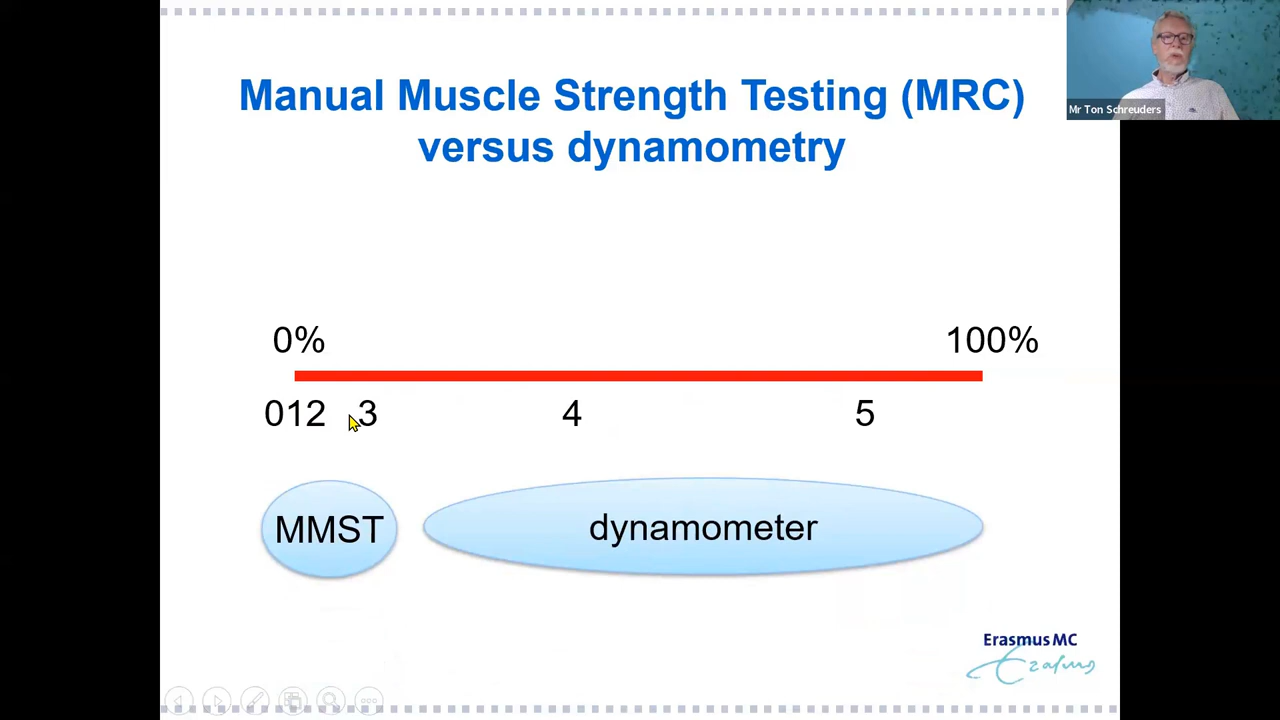 Manual Muscle Strength Testing (MRC)
versus dynamometry
Mr Ton Schreuders
0% 100%
012 3 4 5
MMST dynamometer
Erasmus MC
Erasmus